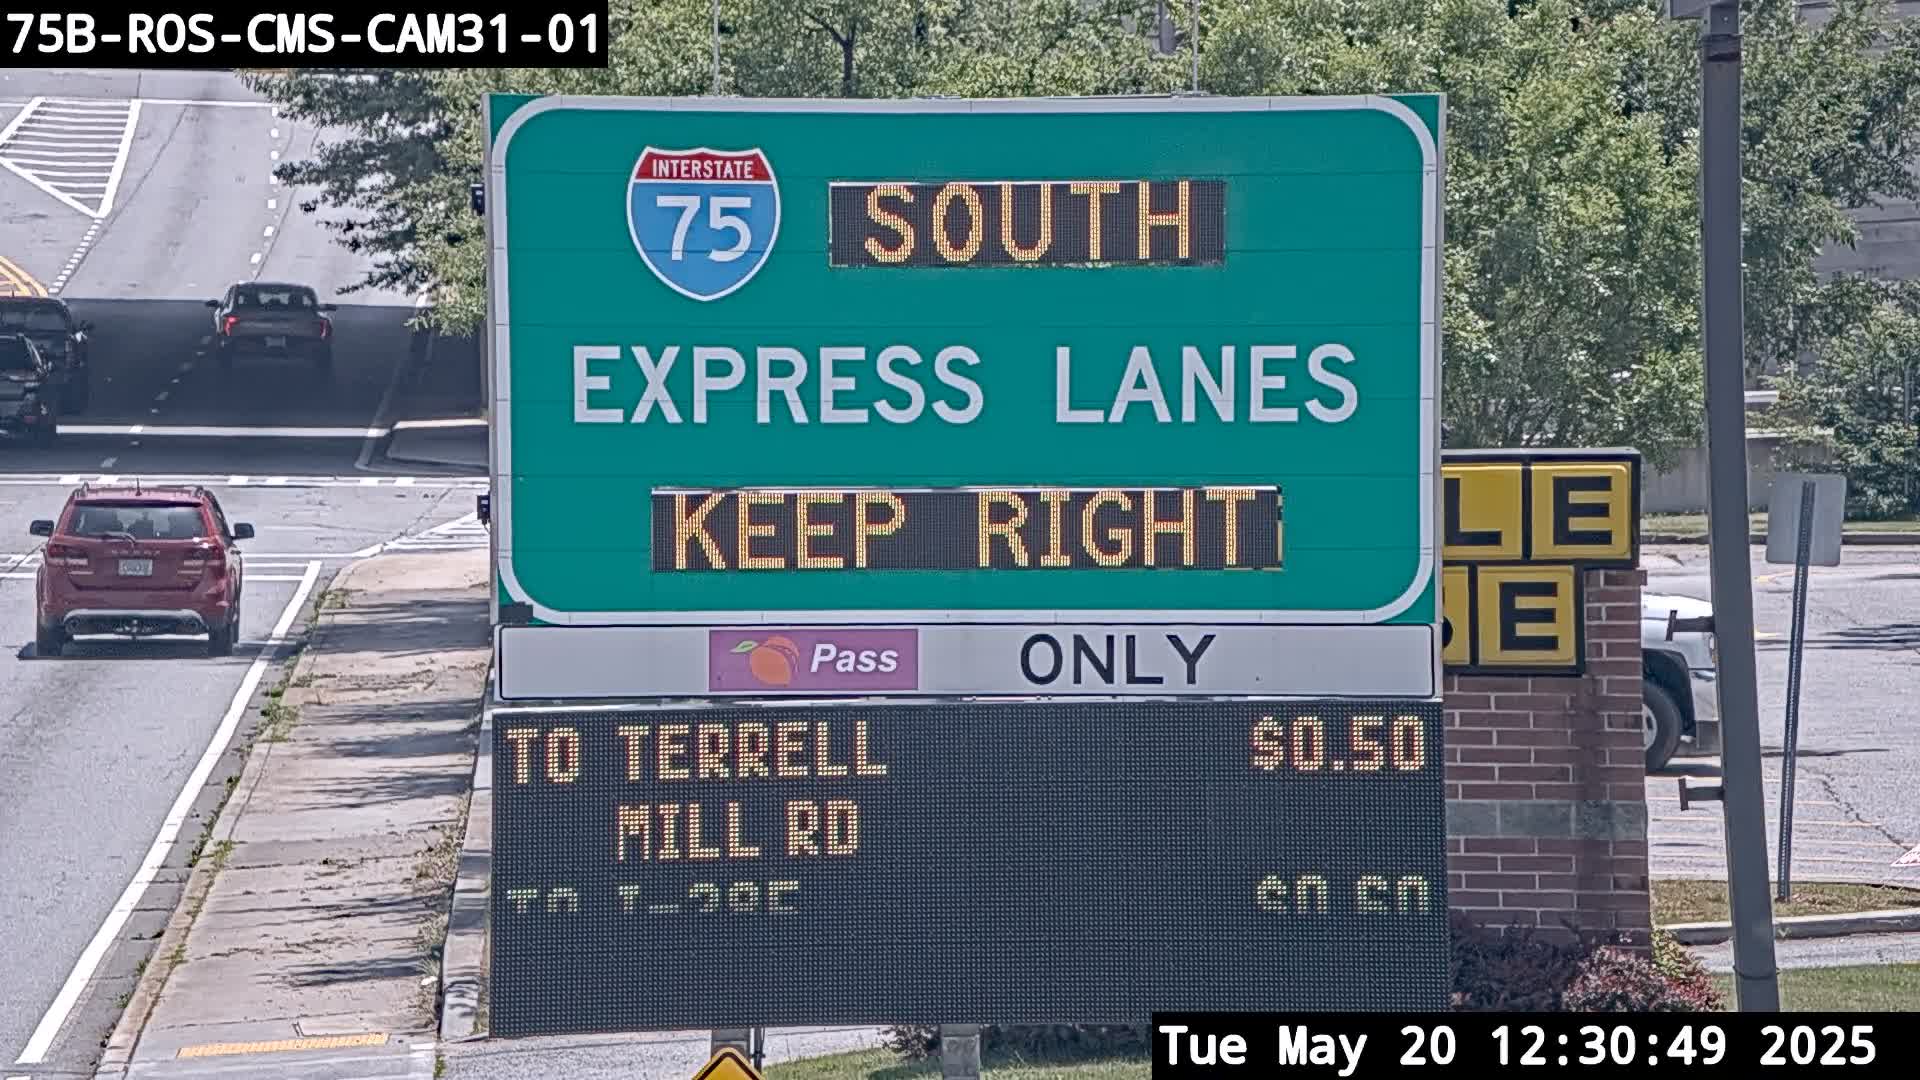 75B-ROS-CMS-CAM31-01
INTERSTATE
75
SOUTH
EXPRESS LANES
KEEP RIGHT
Pass ONLY
TO TERRELL $0.50
MILL RD
LE
E
Tue May 20 12:30:49 2025